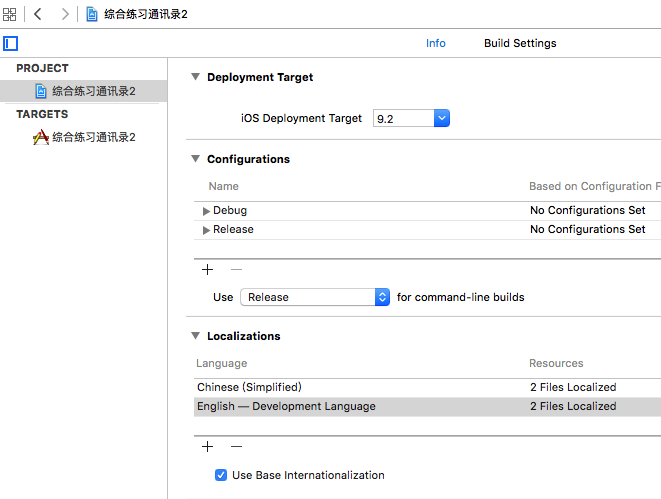 综合练习通讯录2
Info Build Settings
PROJECT
综合练习通讯录2
TARGETS
综合练习通讯录2
Deployment Target
iOS Deployment Target 9.2
Configurations
Name Based on Configuration F
Debug No Configurations Set
Release No Configurations Set
Use Release for command-line builds
Localizations
Language Resources
Chinese (Simplified) 2 Files Localized
English — Development Language 2 Files Localized
Use Base Internationalization